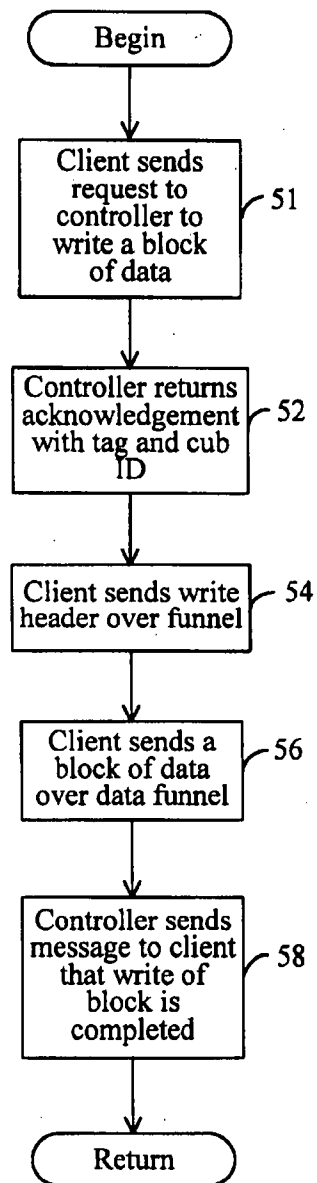 Begin
Client sends
request to
controller to
write a block
of data
51
Controller returns
acknowledgement
with tag and cub
ID
52
Client sends write
header over funnel
54
Client sends a
block of data
over data funnel
56
Controller sends
message to client
that write of
block is
completed
58
Return